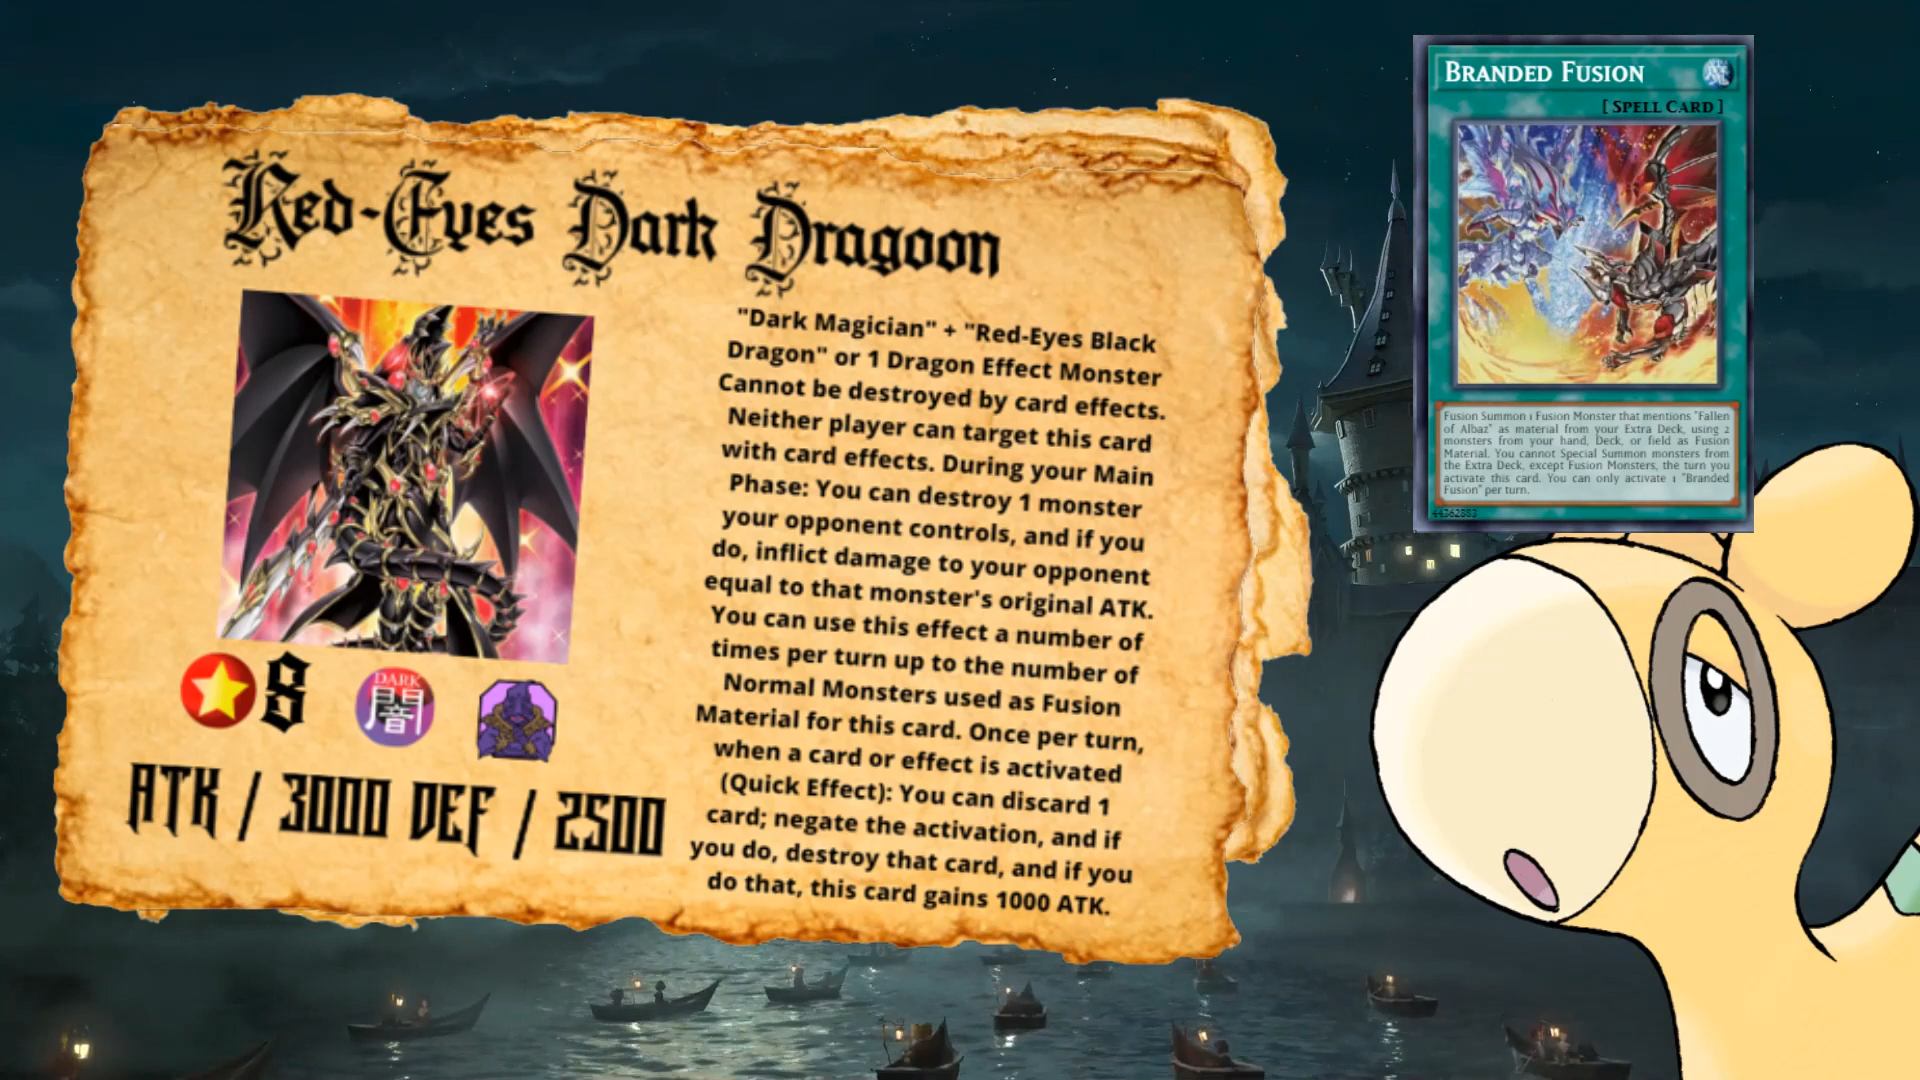 Red-Eyes Dark Dragoon
"Dark Magician" + "Red-Eyes Black
Dragon" or 1 Dragon Effect Monster
Cannot be destroyed by card effects.
Neither player can target this card
with card effects. During your Main
Phase: You can destroy 1 monster
your opponent controls, and if you
do, inflict damage to your opponent
equal to that monster's original ATK.
You can use this effect a number of
times per turn up to the number of
Normal Monsters used as Fusion
Material for this card. Once per turn,
when a card or effect is activated
(Quick Effect): You can discard 1
card; negate the activation, and if
you do, destroy that card, and if you
do that, this card gains 1000 ATK.
8
DARK
闇
ATK / 3000 DEF / 2500
BRANDED FUSION
魔
[ SPELL CARD ]
Fusion Summon 1 Fusion Monster that mentions "Fallen
of Albaz" as material from your Extra Deck, using 2
monsters from your hand, Deck, or field as Fusion
Material. You cannot Special Summon monsters from
the Extra Deck, except Fusion Monsters, the turn you
activate this card. You can only activate 1 "Branded
Fusion" per turn.
44362883